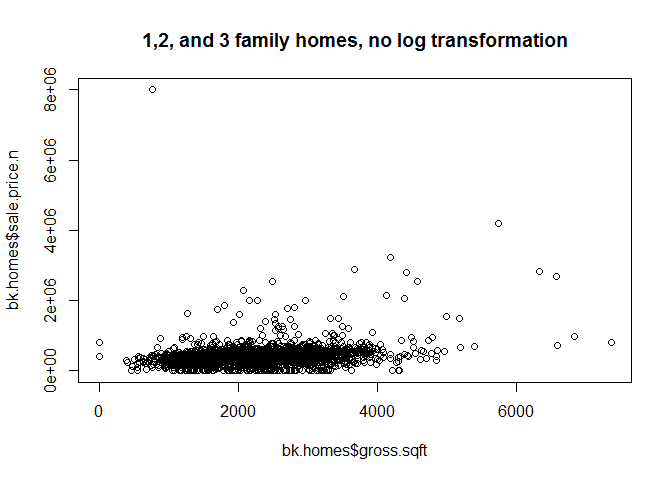 1,2, and 3 family homes, no log transformation
bk.homes$sale.price.n
8e+06
6e+06
4e+06
2e+06
0e+00
0
2000
4000
6000
bk.homes$gross.sqft